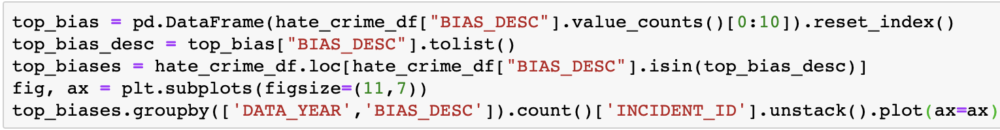 top_bias = pd.DataFrame(hate_crime_df["BIAS_DESC"].value_counts()[0:10]).reset_index()
top_bias_desc = top_bias["BIAS_DESC"].tolist()
top_biases = hate_crime_df.loc[hate_crime_df["BIAS_DESC"].isin(top_bias_desc)]
fig, ax = plt.subplots(figsize=(11,7))
top_biases.groupby(['DATA_YEAR','BIAS_DESC']).count()['INCIDENT_ID'].unstack().plot(ax=ax)